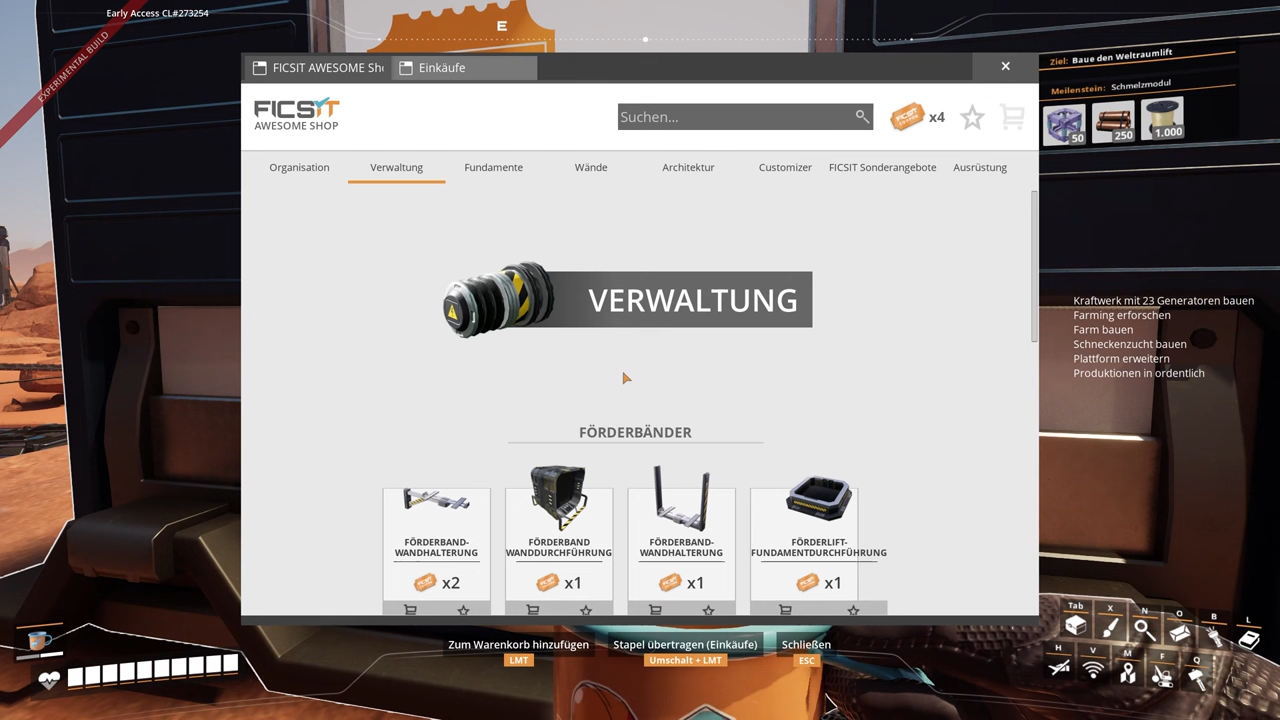 Early Access CL#273254
EXPERIMENTAL BUILD
E
FICSIT AWESOME Sh
Einkäufe
FICSIT
AWESOME SHOP
Suchen...
x4
Organisation
Verwaltung
Fundamente
Wände
Architektur
Customizer
FICSIT Sonderangebote
Ausrüstung
VERWALTUNG
FÖRDERBÄNDER
FÖRDERBAND-
WANDHALTERUNG
x2
FÖRDERBAND
WANDDURCHFÜHRUNG
x1
FÖRDERBAND-
WANDHALTERUNG
x1
FÖRDERLIFT-
FUNDAMENTDURCHFÜHRUNG
x1
Zum Warenkorb hinzufügen
LMT
Stapel übertragen (Einkäufe)
Umschalt + LMT
Schließen
ESC
Ziel: Baue den Weltraumlift
Meilenstein: Schmelzmodul
50
250
1.000
Kraftwerk mit 23 Generatoren bauen
Farming erforschen
Farm bauen
Schneckenzucht bauen
Plattform erweitern
Produktionen in ordentlich
Tab
X
N
O
B
L
H
V
M
F
Q